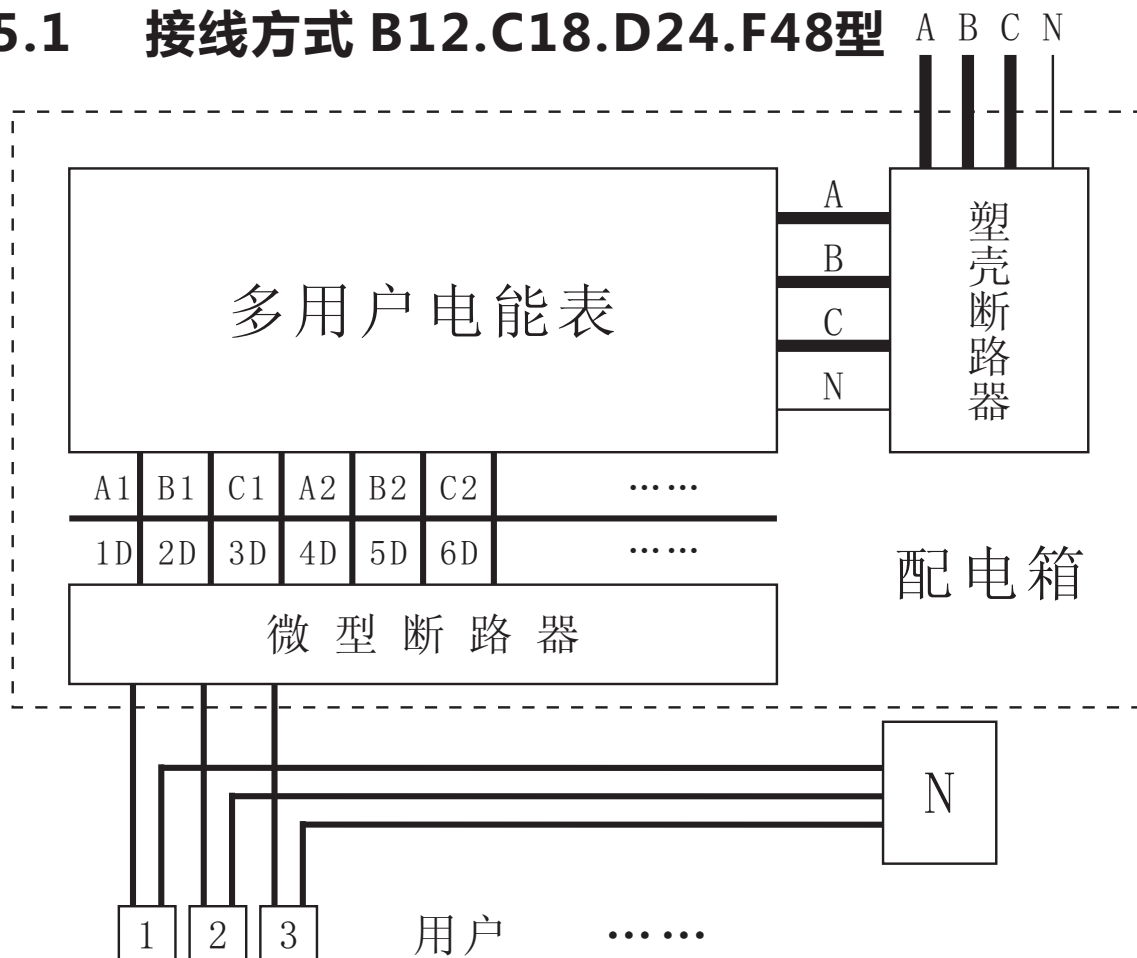 5.1 接线方式 B12.C18.D24.F48型
A B C N
A
B
C
N
塑壳断路器
多用户电能表
A1 B1 C1 A2 B2 C2 ……
1D 2D 3D 4D 5D 6D ……
配电箱
微型断路器
N
1 2 3 用户 ……